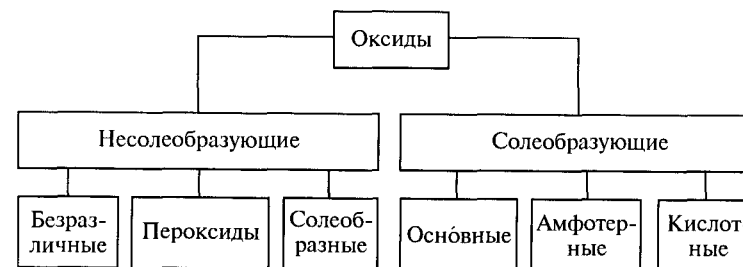 Оксиды
Несолеобразующие
Солеобразующие
Безраз-
личные
Пероксиды
Солеоб-
разные
Оснóвные
Амфотер-
ные
Кислот
ные